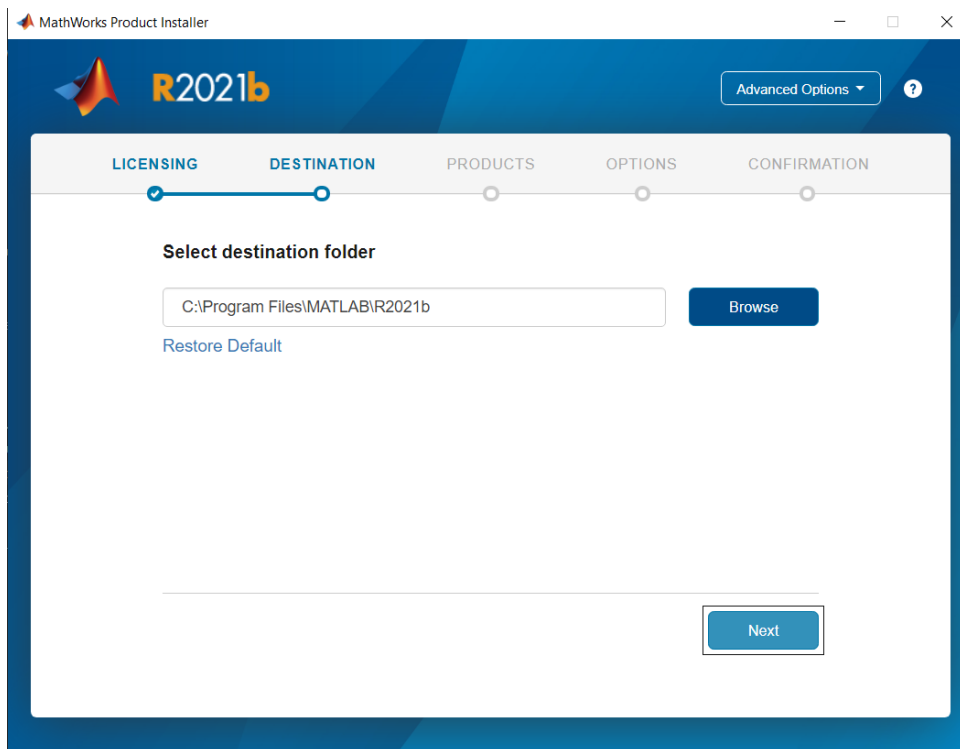 MathWorks Product Installer
R2021b
Advanced Options
?
LICENSING DESTINATION PRODUCTS OPTIONS CONFIRMATION
Select destination folder
C:\Program Files\MATLAB\R2021b
Browse
Restore Default
Next